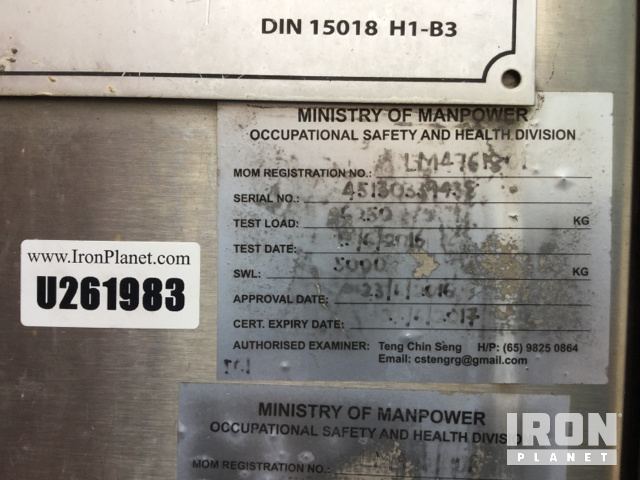 DIN 15018 H1-B3
MINISTRY OF MANPOWER
OCCUPATIONAL SAFETY AND HEALTH DIVISION
MOM REGISTRATION NO.:
SERIAL NO.:
TEST LOAD: KG
TEST DATE:
SWL: 5000 KG
APPROVAL DATE:
CERT. EXPIRY DATE:
AUTHORISED EXAMINER: Teng Chin Seng H/P: (65) 9825 0864
Email: cstengrg@gmail.com
www.IronPlanet.com
U261983
MINISTRY OF MANPOWER
OCCUPATIONAL SAFETY AND HEALTH DIVISION
MOM REGISTRATION NO.:
IRON
PLANET